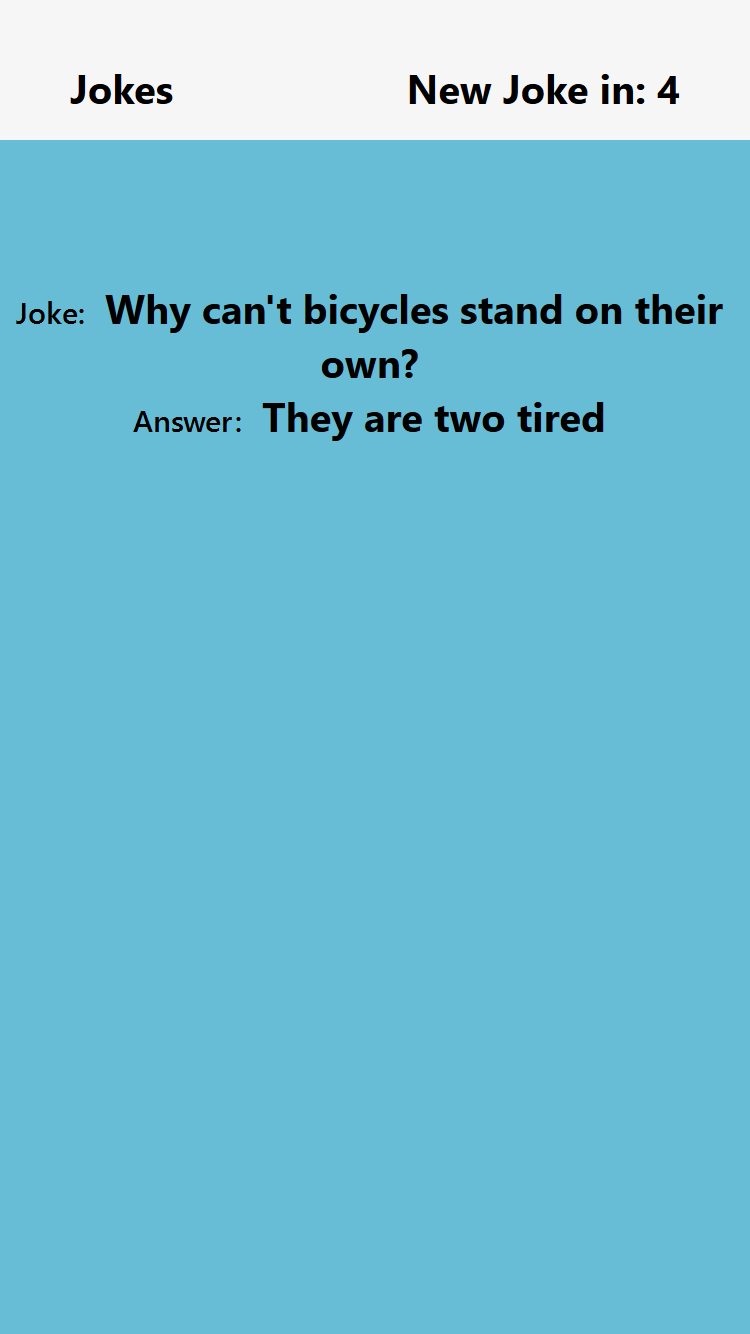 Jokes New Joke in: 4
Joke: Why can't bicycles stand on their
own?
Answer: They are two tired